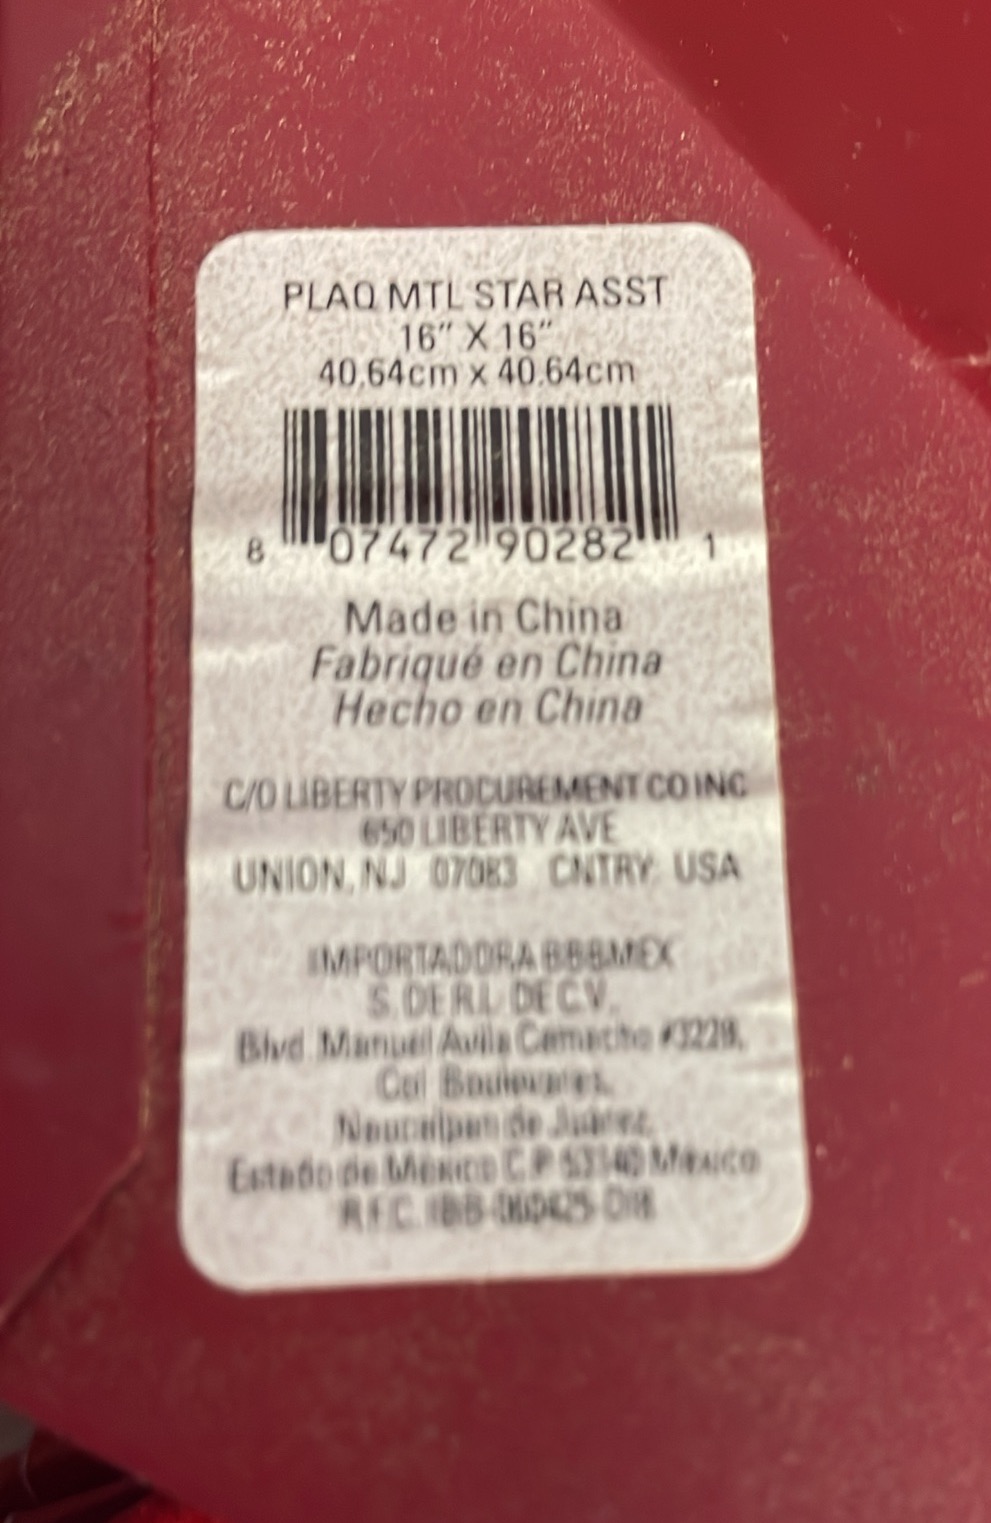 PLAQ MTL STAR ASST
16” X 16”
40.64cm x 40.64cm
8 07472 90282 1
Made in China
Fabriqué en China
Hecho en China
C/O LIBERTY PROCUREMENT CO INC
650 LIBERTY AVE
UNION, NJ 07083 CNTRY: USA
IMPORTADORA BBBMEX
S. DE R.L. DE C.V.
Blvd. Manuel Avila Camacho #3228,
Col. Boulevares,
Naucalpan de Juarez,
Estado de México C.P. 53140 México
R.F.C.